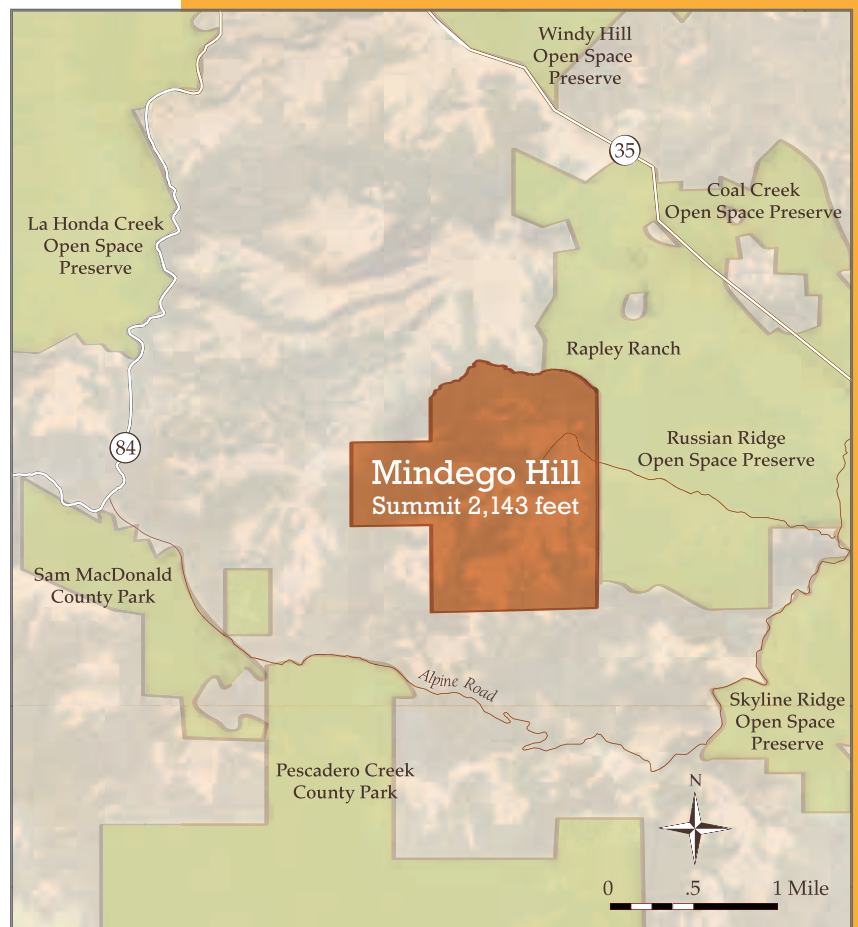 Windy Hill
Open Space
Preserve
35
Coal Creek
Open Space Preserve
La Honda Creek
Open Space
Preserve
Rapley Ranch
84
Russian Ridge
Open Space Preserve
Mindego Hill
Summit 2,143 feet
Sam MacDonald
County Park
Alpine Road
Skyline Ridge
Open Space
Preserve
Pescadero Creek
County Park
N
0 .5 1 Mile